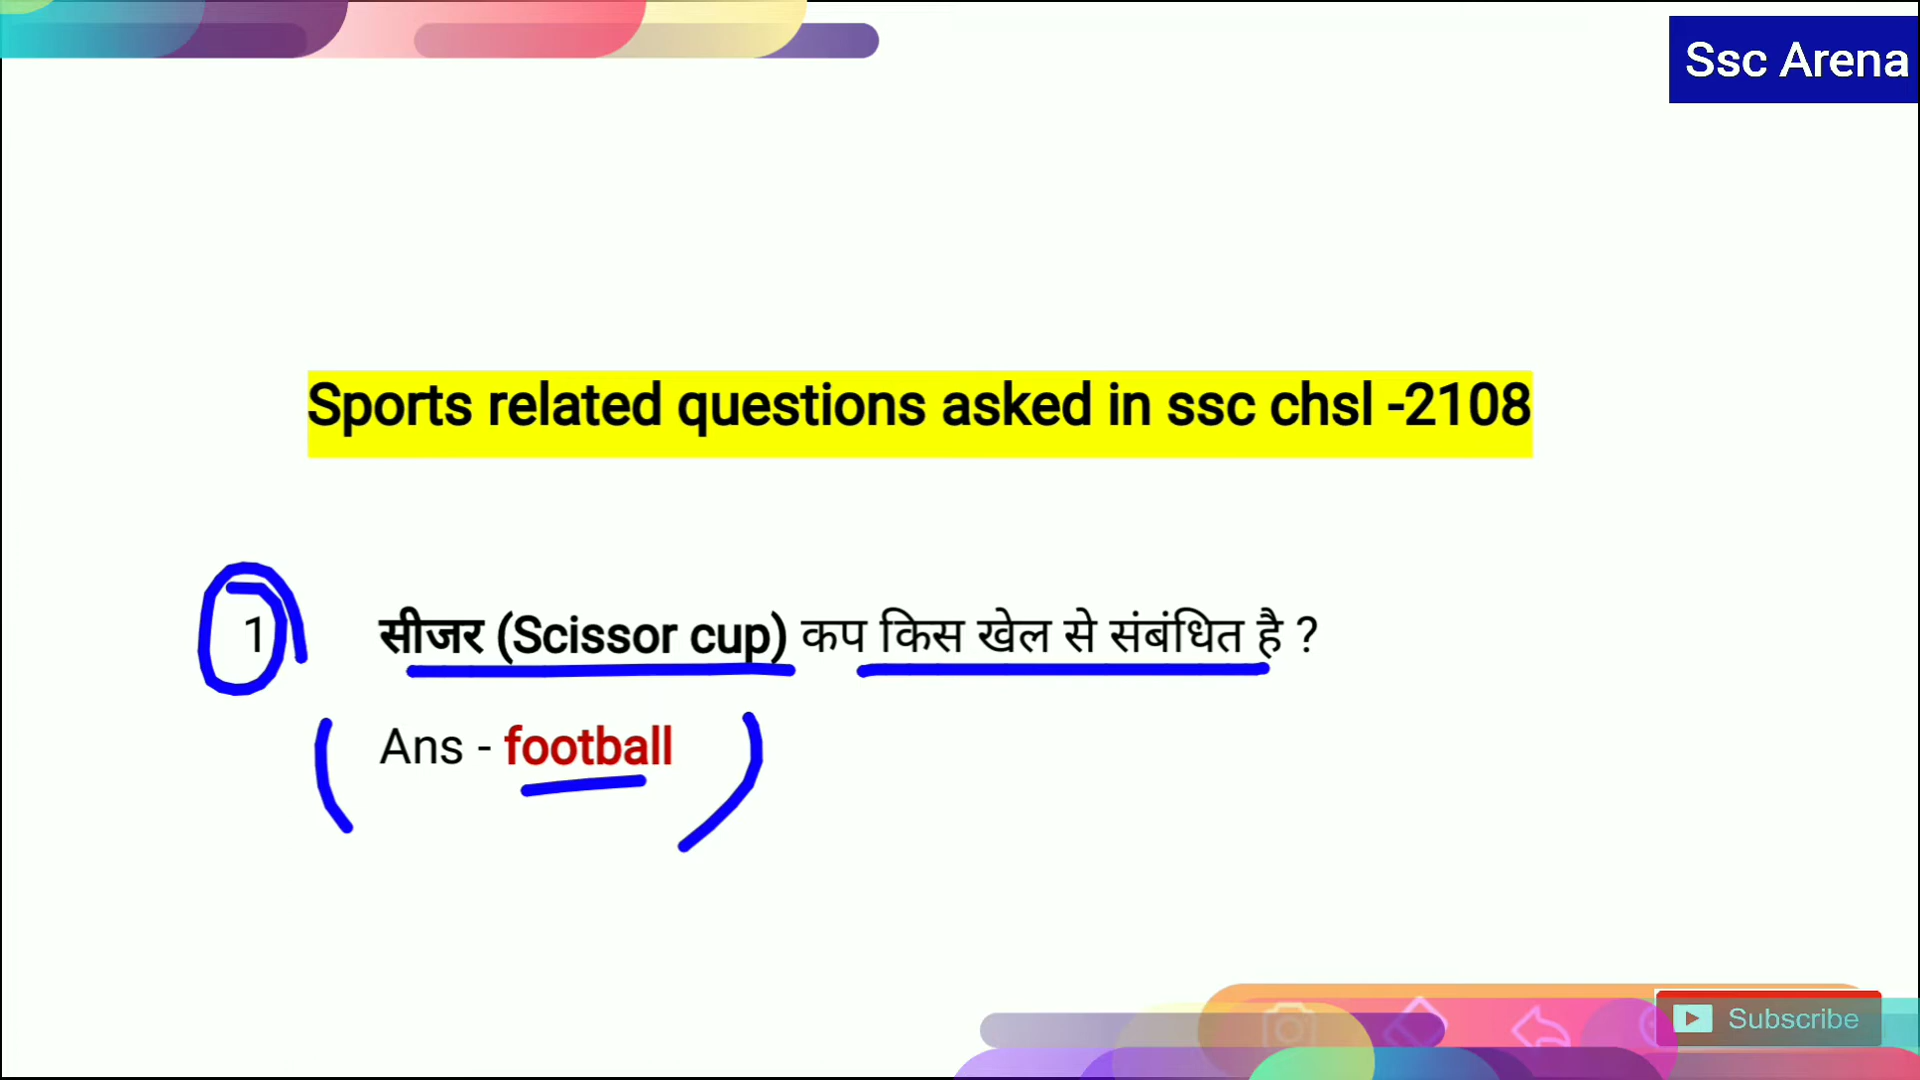 Ssc Arena
Sports related questions asked in ssc chsl -2108
1 सीजर (Scissor cup) कप किस खेल से संबंधित है ?
Ans - football
Subscribe